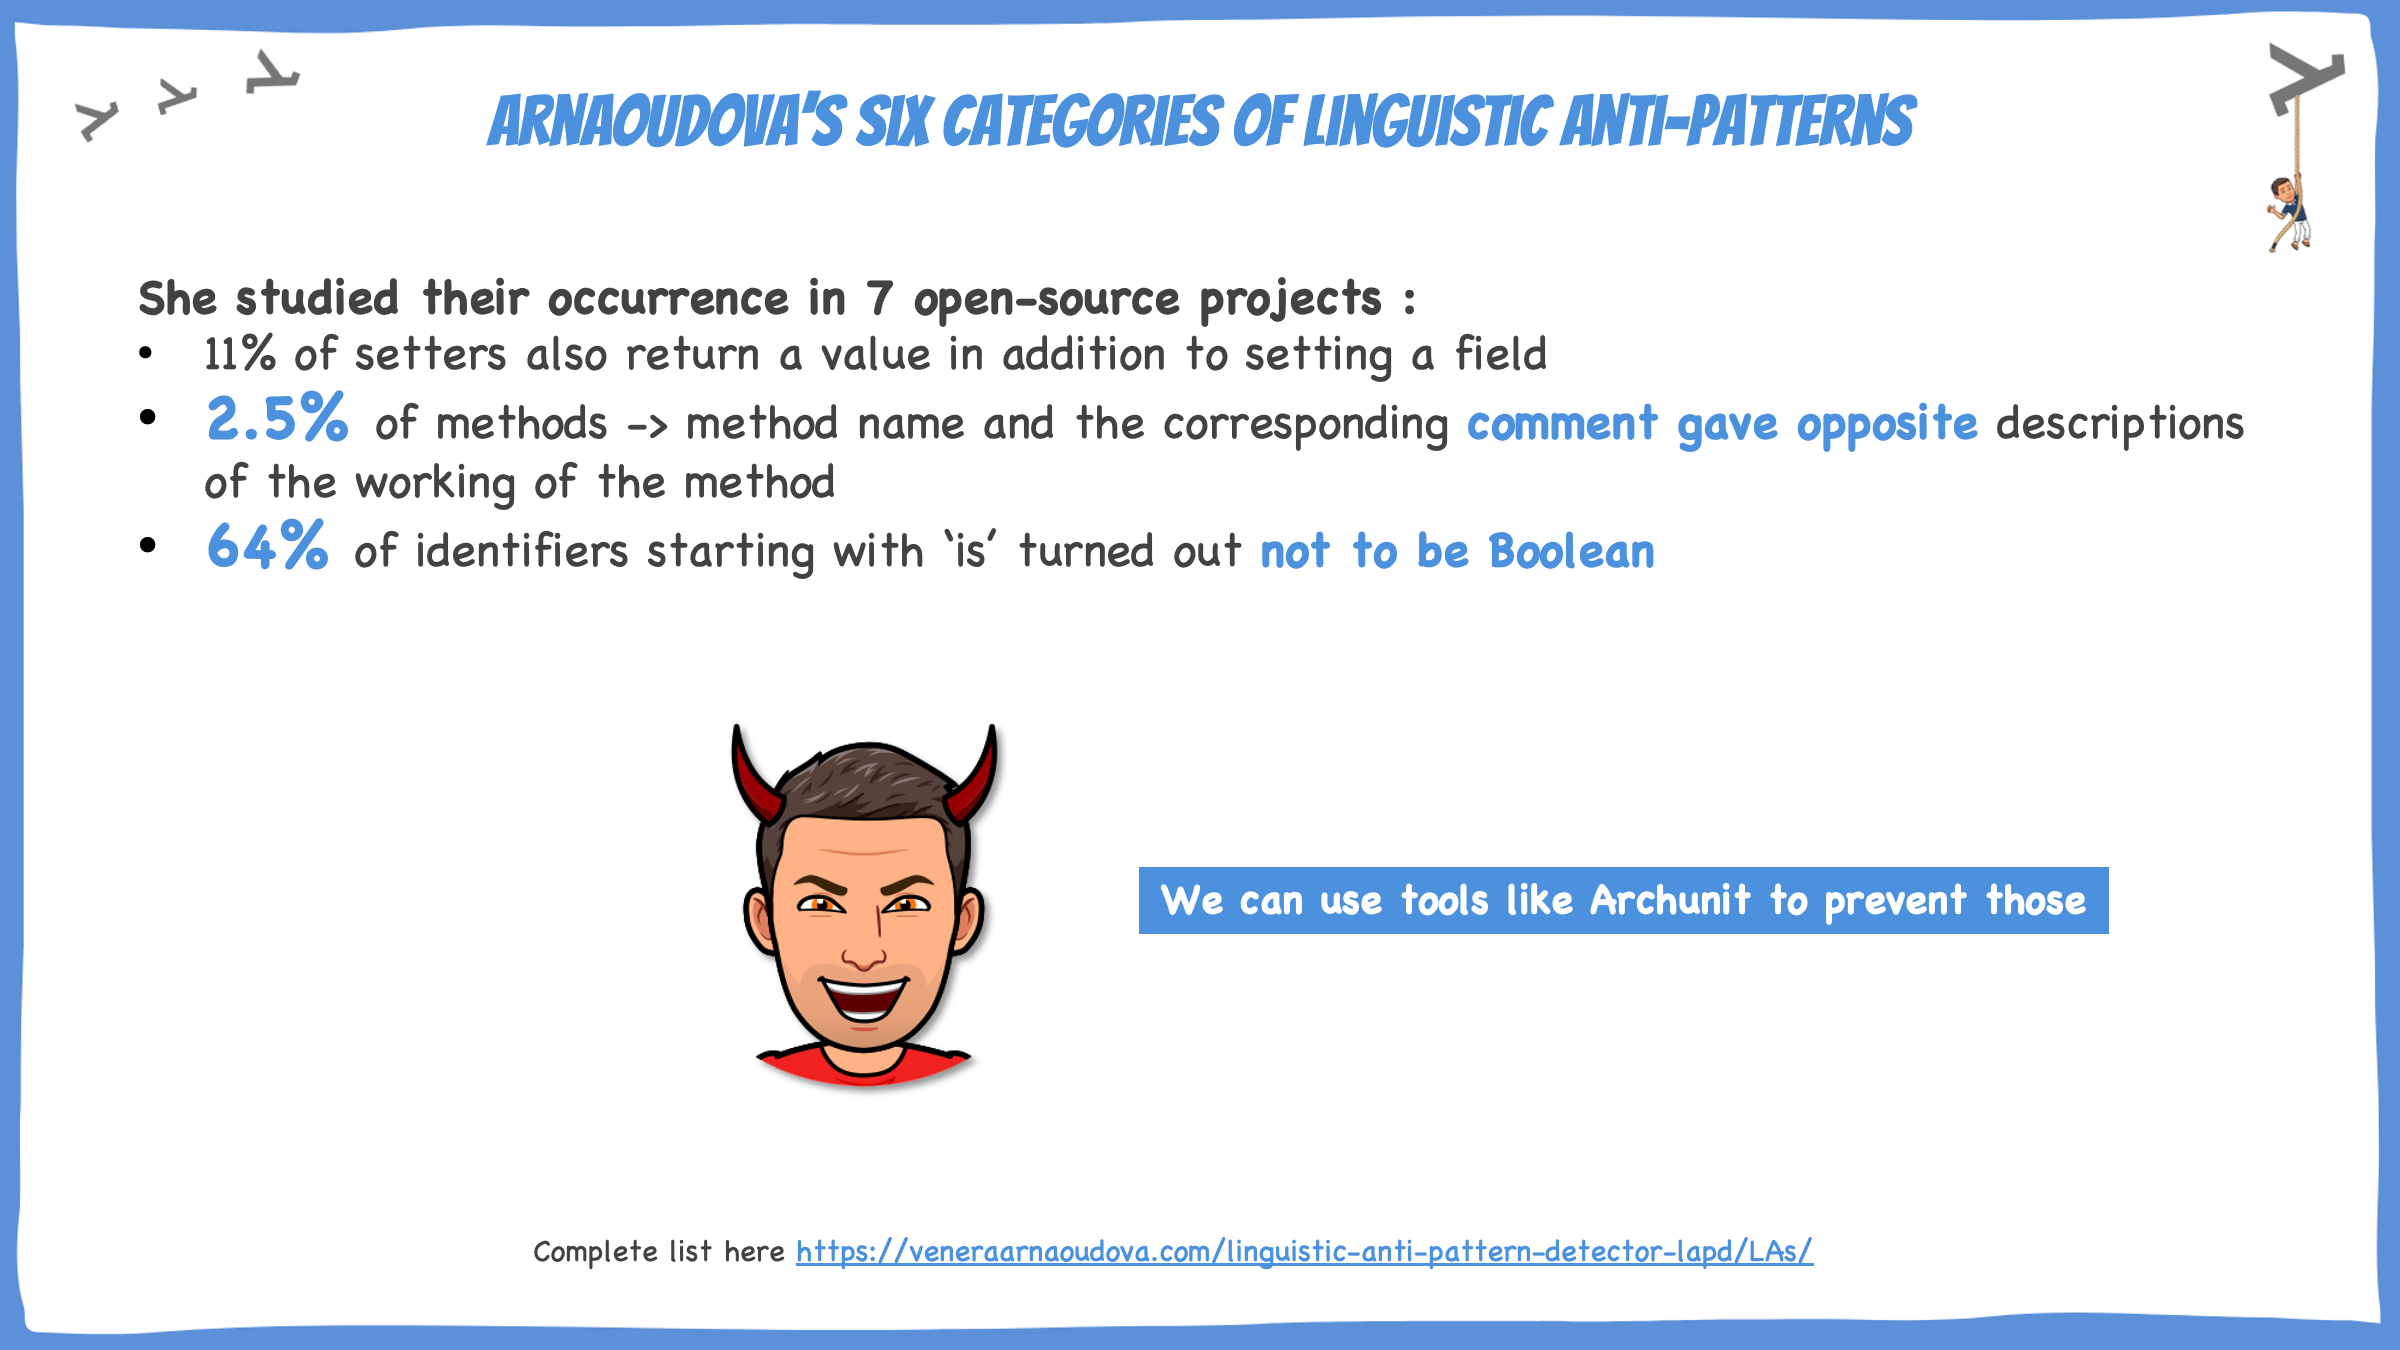 ARNAOUDOVA'S SIX CATEGORIES OF LINGUISTIC ANTI-PATTERNS
She studied their occurrence in 7 open-source projects :
• 11% of setters also return a value in addition to setting a field
• 2.5% of methods -> method name and the corresponding comment gave opposite descriptions
of the working of the method
• 64% of identifiers starting with ‘is’ turned out not to be Boolean
We can use tools like Archunit to prevent those
Complete list here https://veneraarnaoudova.com/linguistic-anti-pattern-detector-lapd/LAs/